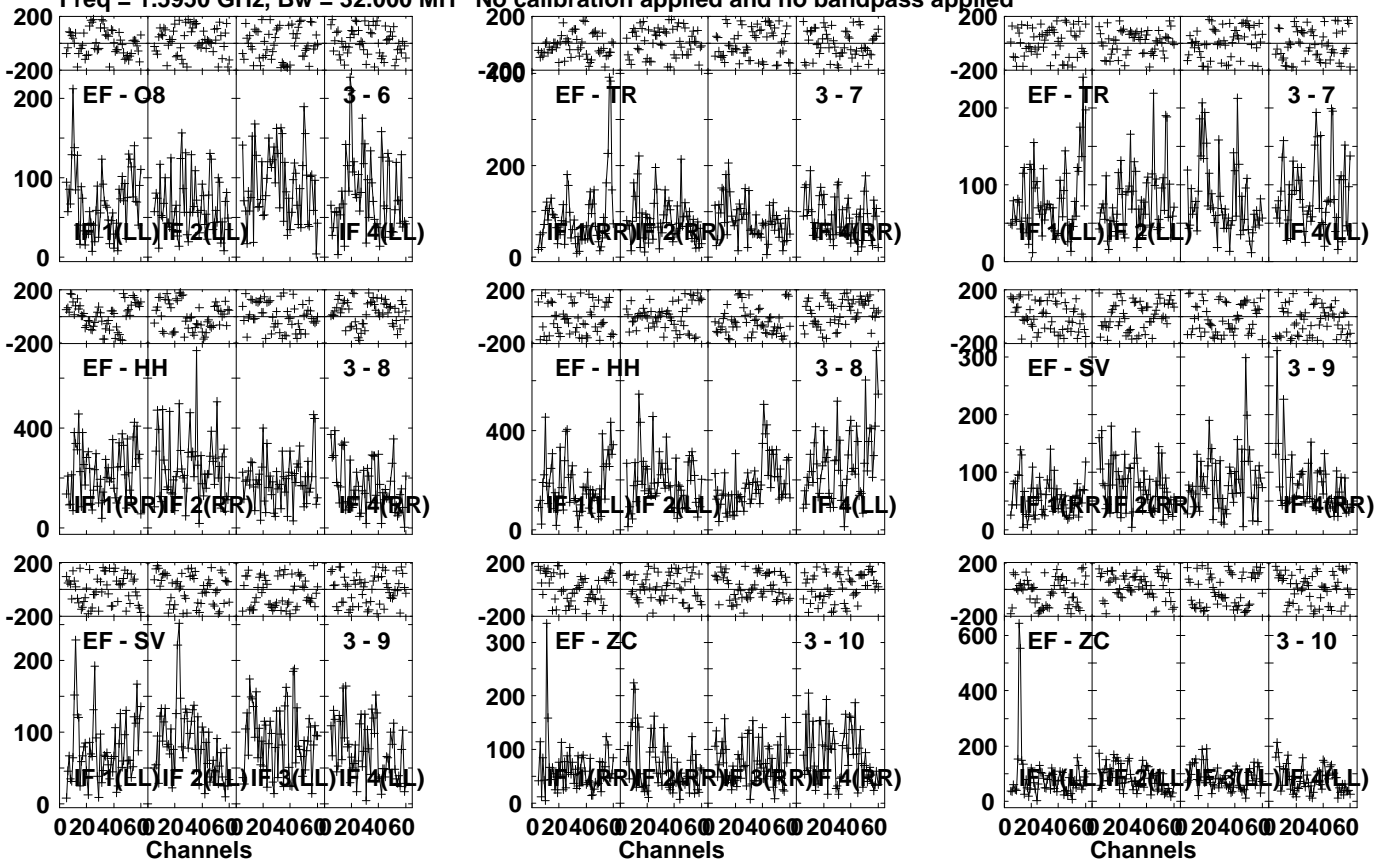 Freq = 1.5950 GHz, Bw = 32.000 MH No calibration applied and no bandpass applied
200
-200
200
EF - O8
3 - 6
100
IF 1(LL)
IF 2(LL)
IF 4(LL)
0
200
-200
400
EF - TR
3 - 7
200
IF 1(RR)
IF 2(RR)
IF 4(RR)
0
200
-200
200
EF - TR
3 - 7
100
IF 1(LL)
IF 2(LL)
IF 4(LL)
0
200
-200
EF - HH
3 - 8
400
IF 1(RR)
IF 2(RR)
IF 4(RR)
0
200
-200
EF - HH
3 - 8
400
IF 1(LL)
IF 2(LL)
IF 4(LL)
0
200
-200
300
EF - SV
3 - 9
200
100
IF 1(RR)
IF 2(RR)
IF 4(RR)
0
200
-200
EF - SV
3 - 9
200
100
IF 1(LL)
IF 2(LL)
IF 3(LL)
IF 4(LL)
0
0 20 40 60 0 20 40 60 0 20 40 60 0 20 40 60
Channels
200
-200
300
EF - ZC
3 - 10
200
100
IF 1(RR)
IF 2(RR)
IF 3(RR)
IF 4(RR)
0
0 20 40 60 0 20 40 60 0 20 40 60 0 20 40 60
Channels
200
-200
600
EF - ZC
3 - 10
400
200
IF 1(LL)
IF 2(LL)
IF 3(LL)
IF 4(LL)
0
0 20 40 60 0 20 40 60 0 20 40 60 0 20 40 60
Channels